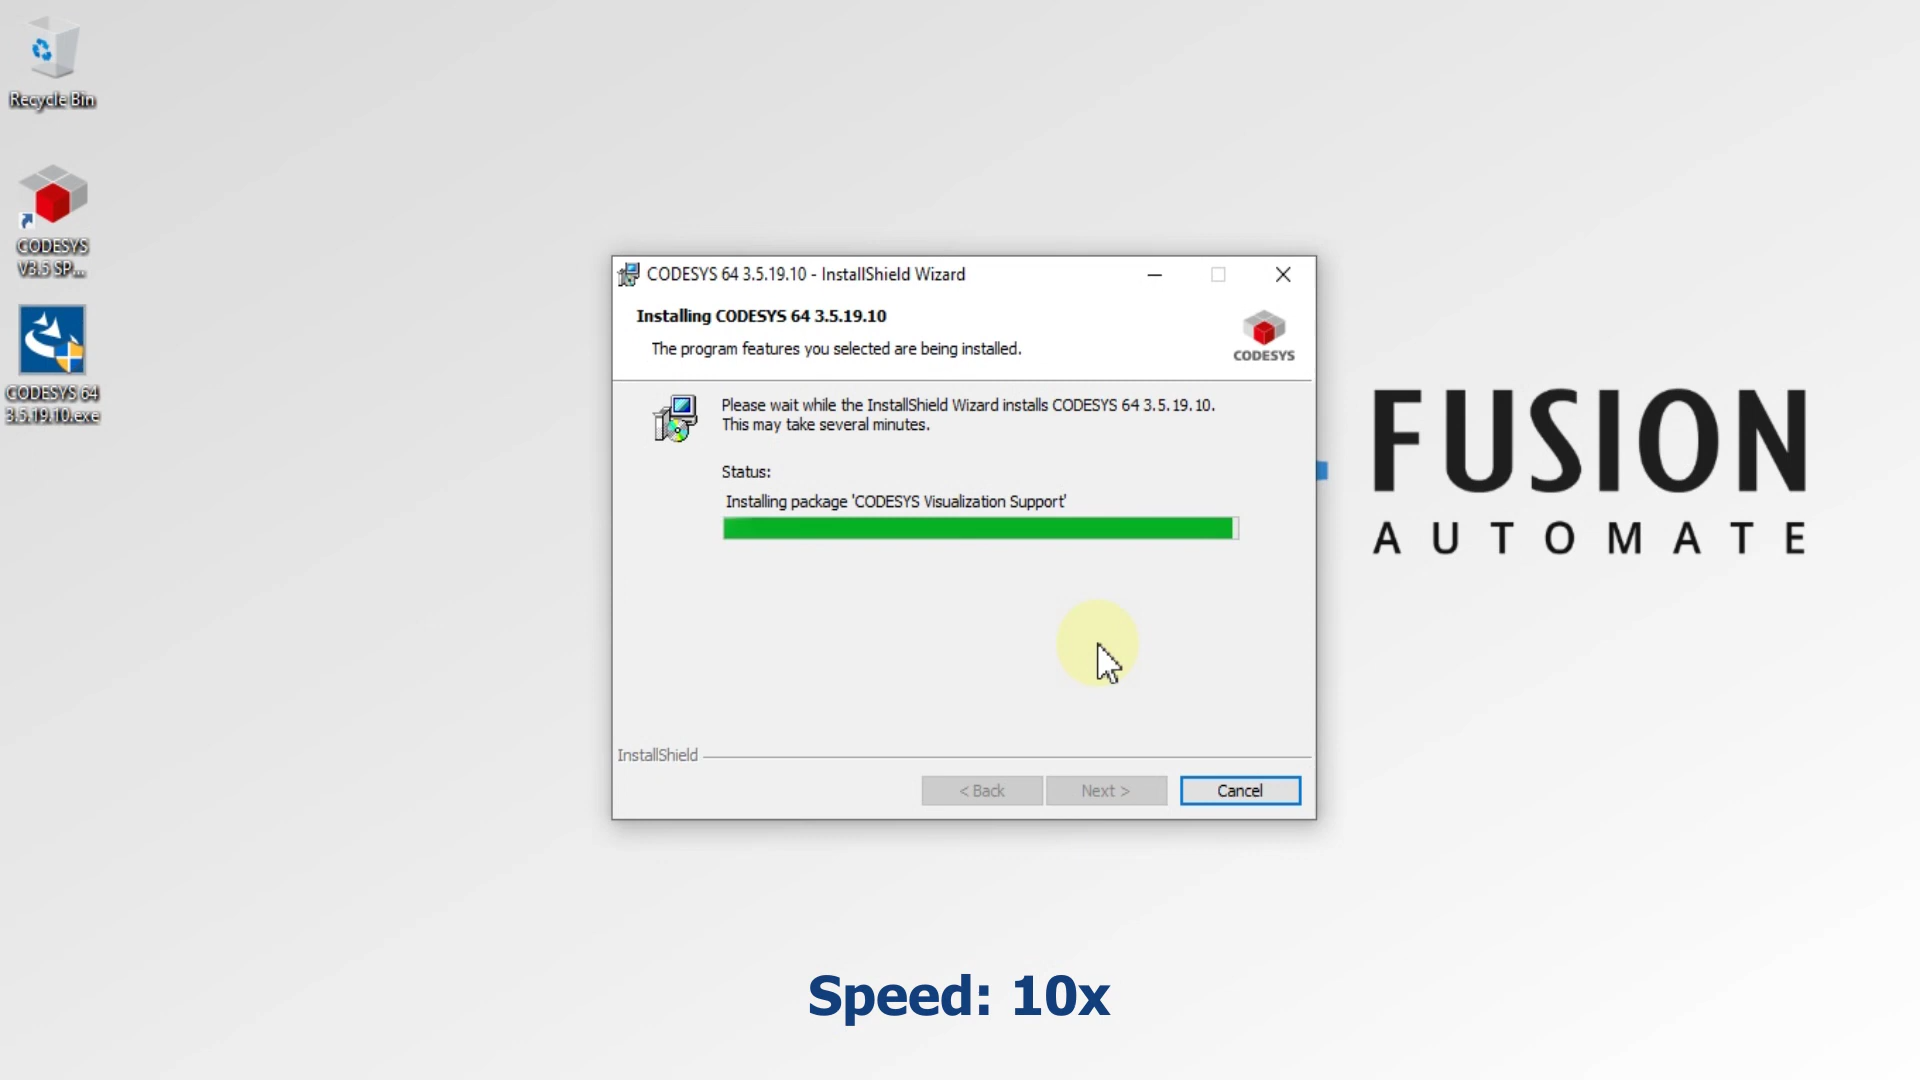 Recycle Bin
CODESYS
V3.5 SP...
CODESYS 64
3.5.19.10.exe
CODESYS 64 3.5.19.10 - InstallShield Wizard
Installing CODESYS 64 3.5.19.10
The program features you selected are being installed.
CODESYS
Please wait while the InstallShield Wizard installs CODESYS 64 3.5.19.10.
This may take several minutes.
Status:
Installing package 'CODESYS Visualization Support'
InstallShield
< Back
Next >
Cancel
FUSION
AUTOMATE
Speed: 10x